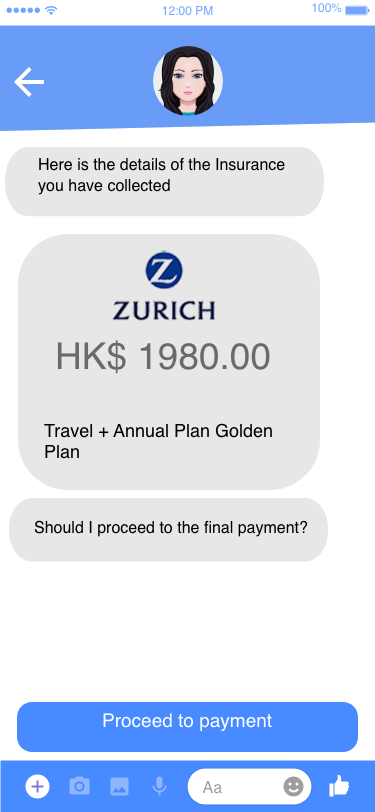 12:00 PM
100%
Here is the details of the Insurance
you have collected
Z
ZURICH
HK$ 1980.00
Travel + Annual Plan Golden
Plan
Should I proceed to the final payment?
Proceed to payment
Aa